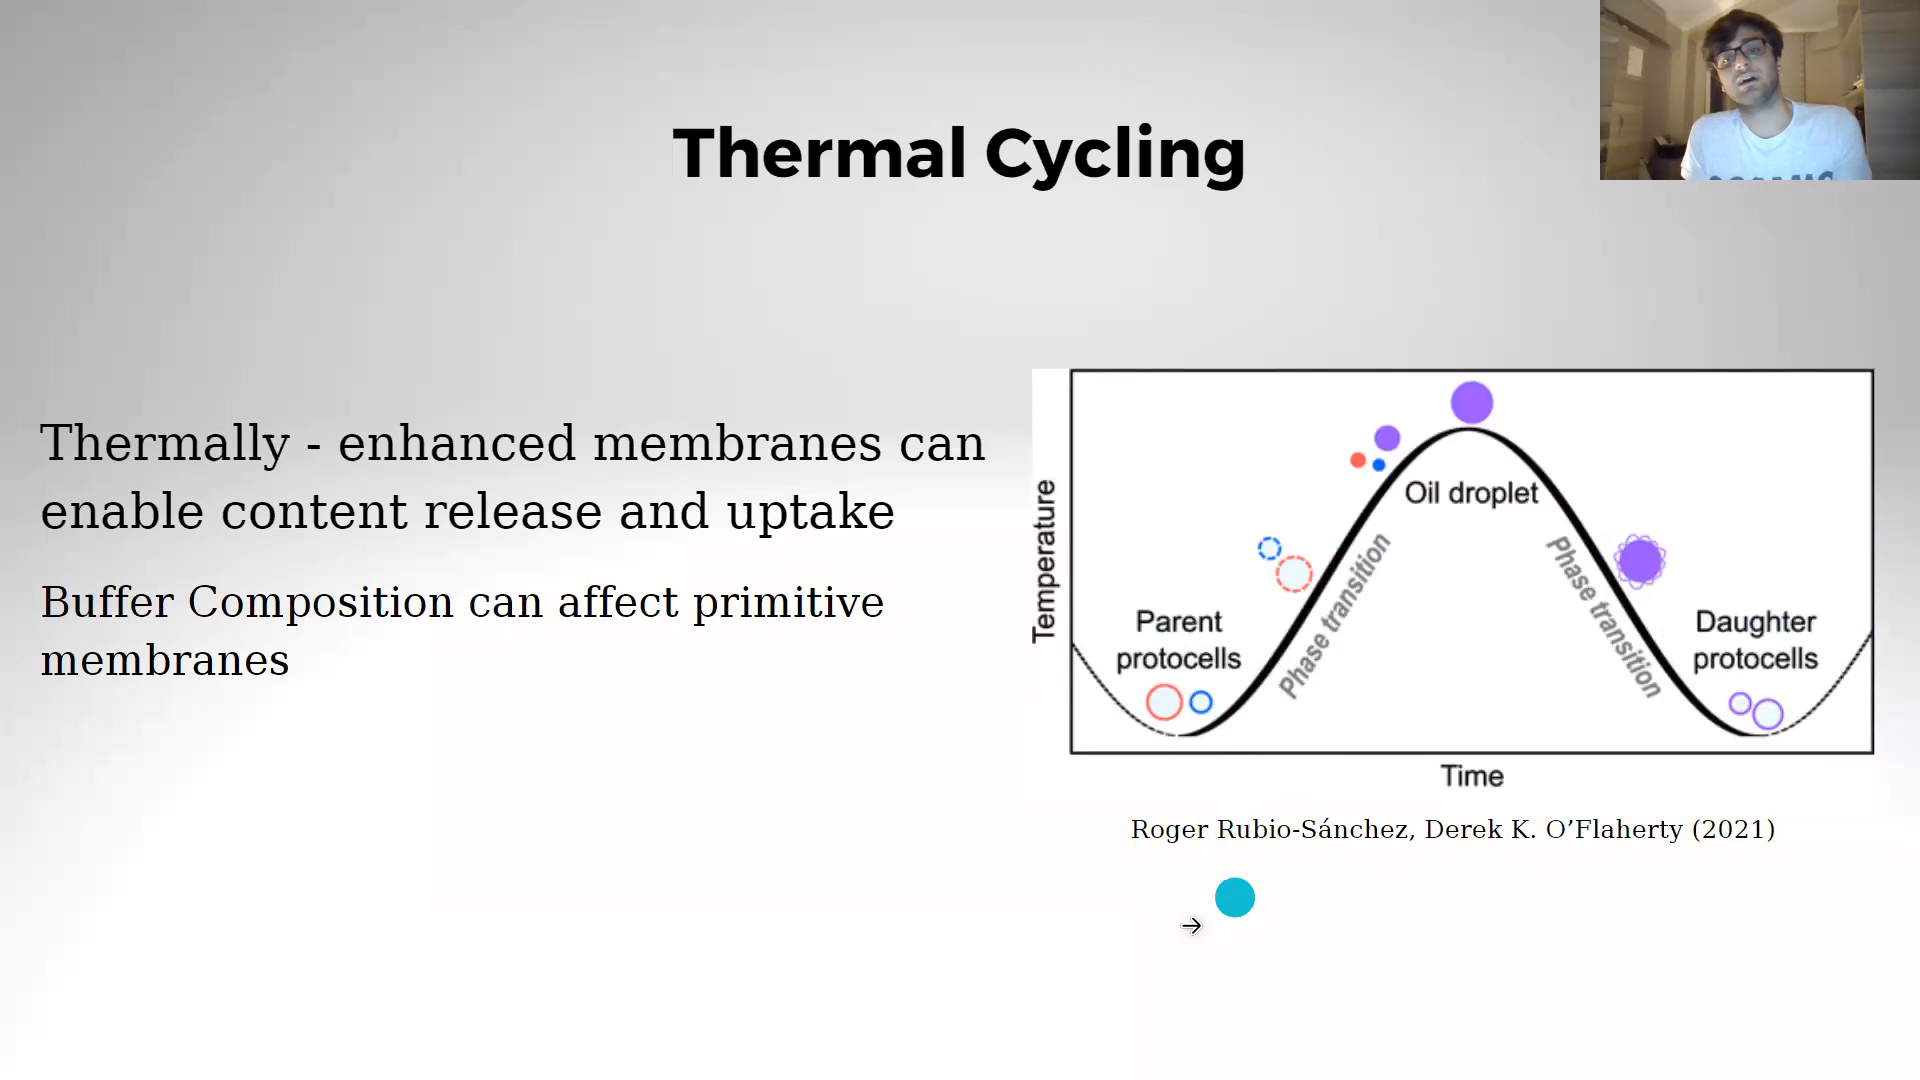 Thermal Cycling
Thermally - enhanced membranes can
enable content release and uptake
Buffer Composition can affect primitive
membranes
Temperature
Oil droplet
Phase transition
Phase transition
Parent
protocells
Daughter
protocells
Time
Roger Rubio-Sánchez, Derek K. O’Flaherty (2021)